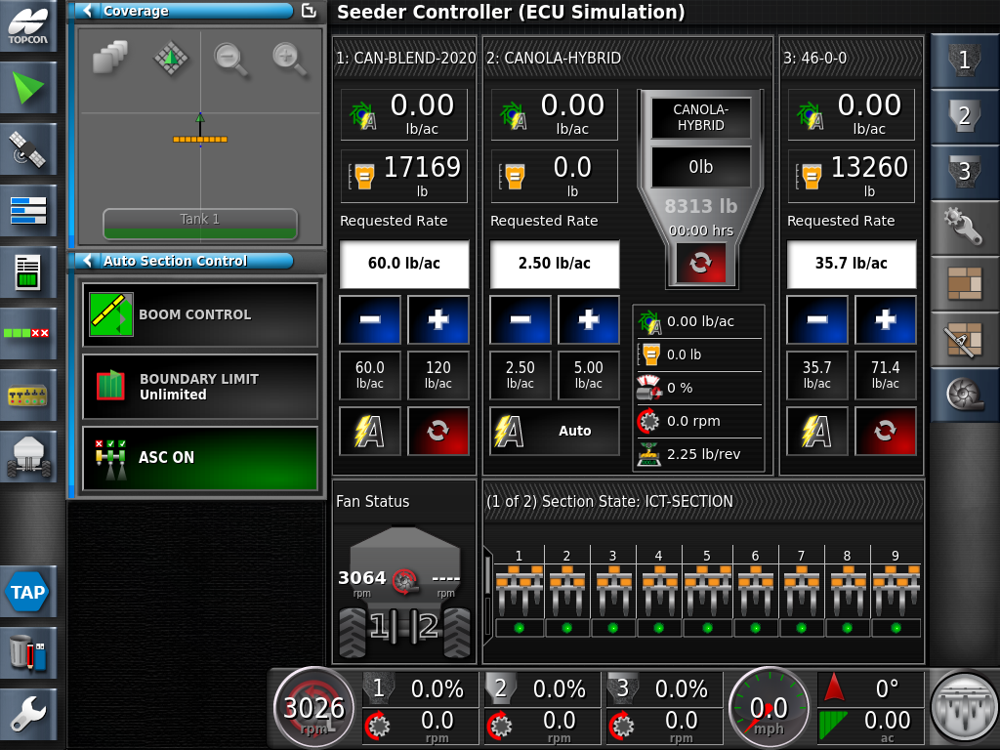 TOPCON
Coverage
Tank 1
Auto Section Control
BOOM CONTROL
BOUNDARY LIMIT
Unlimited
ASC ON
TAP
Seeder Controller (ECU Simulation)
1: CAN-BLEND-2020
0.00
lb/ac
17169
lb
Requested Rate
60.0 lb/ac
60.0
lb/ac
120
lb/ac
2: CANOLA-HYBRID
0.00
lb/ac
0.0
lb
Requested Rate
2.50 lb/ac
2.50
lb/ac
5.00
lb/ac
Auto
CANOLA-
HYBRID
0lb
8313 lb
00:00 hrs
0.00 lb/ac
0.0 lb
0 %
0.0 rpm
2.25 lb/rev
3: 46-0-0
0.00
lb/ac
13260
lb
Requested Rate
35.7 lb/ac
35.7
lb/ac
71.4
lb/ac
1
2
3
Fan Status
3064
rpm
----
rpm
1 2
(1 of 2) Section State: ICT-SECTION
1 2 3 4 5 6 7 8 9
3026
rpm
1
0.0%
0.0
rpm
2
0.0%
0.0
rpm
3
0.0%
0.0
rpm
0.0
mph
0°
0.00
ac